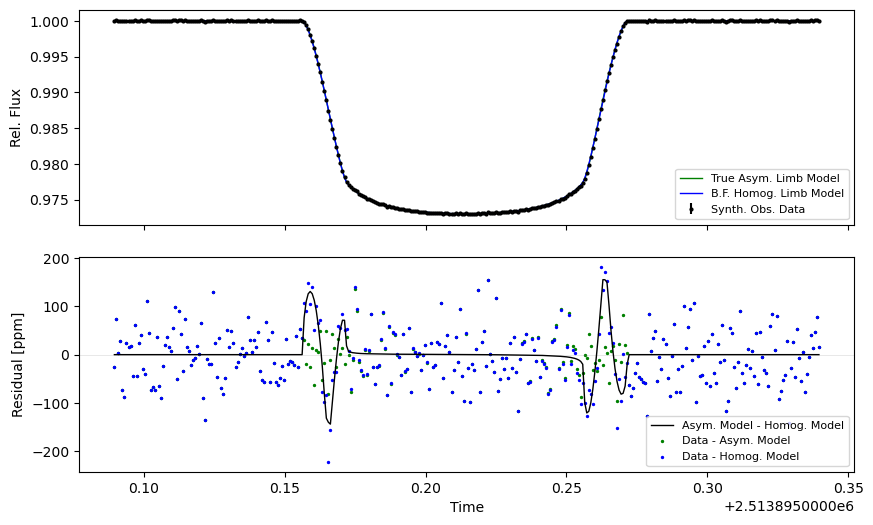 1.000
0.995
0.990
0.985
0.980
0.975
Rel. Flux
True Asym. Limb Model
B.F. Homog. Limb Model
Synth. Obs. Data
200
100
0
−100
−200
Residual [ppm]
Asym. Model - Homog. Model
Data - Asym. Model
Data - Homog. Model
0.10 0.15 0.20 0.25 0.30 0.35
Time
+2.5138950000e6